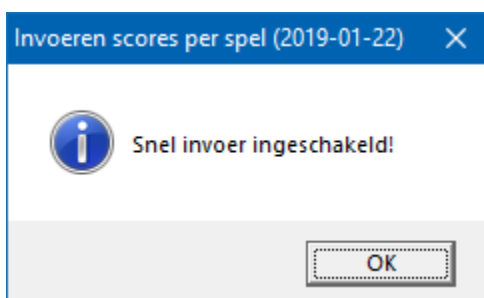 Invoeren scores per spel (2019-01-22)
Snel invoer ingeschakeld!
OK